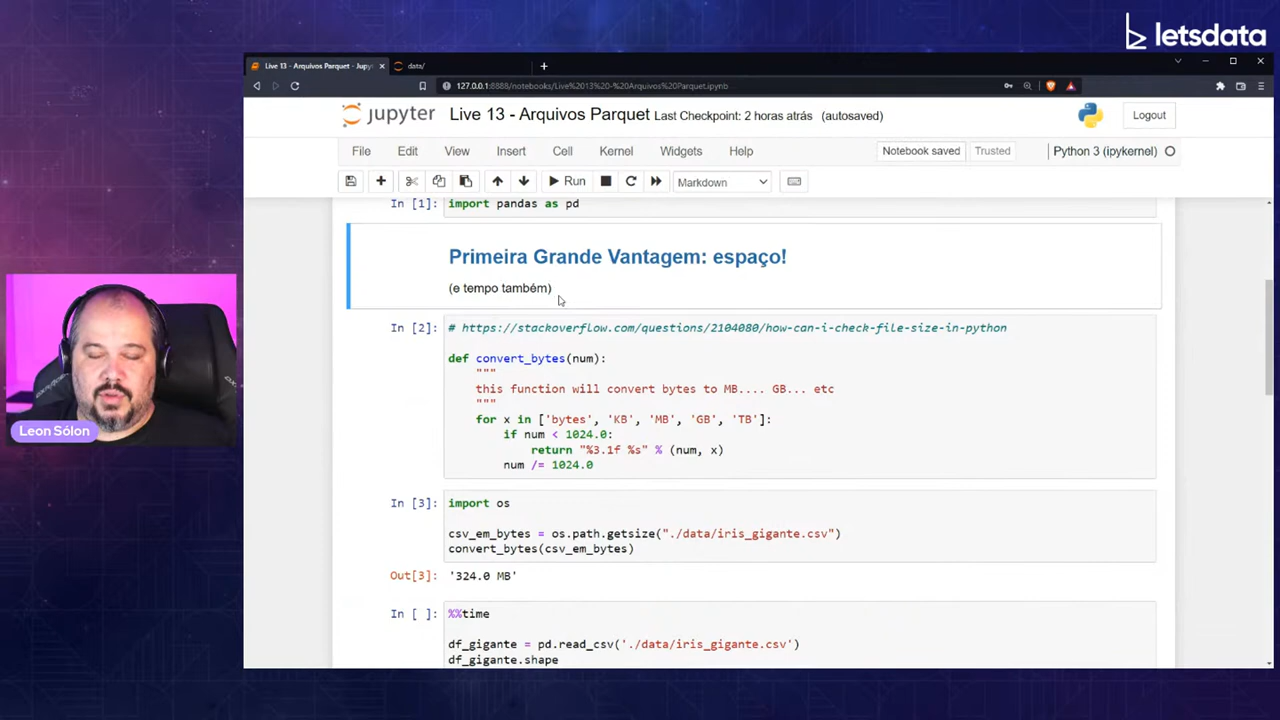 letsdata
Live 13 - Arquivos Parquet - Jupy
data/
127.0.0.1:8888/notebooks/Live%2013%20-%20Arquivos%20Parquet.ipynb
jupyter Live 13 - Arquivos Parquet Last Checkpoint: 2 horas atrás (autosaved)
Logout
File Edit View Insert Cell Kernel Widgets Help
Notebook saved Trusted Python 3 (ipykernel)
Run Markdown
In [1]: import pandas as pd
Primeira Grande Vantagem: espaço!
(e tempo também)
In [2]: # https://stackoverflow.com/questions/2104080/how-can-i-check-file-size-in-python
def convert_bytes(num):
"""
this function will convert bytes to MB.... GB... etc
"""
for x in ['bytes', 'KB', 'MB', 'GB', 'TB']:
if num < 1024.0:
return "%3.1f %s" % (num, x)
num /= 1024.0
In [3]: import os
csv_em_bytes = os.path.getsize("./data/iris_gigante.csv")
convert_bytes(csv_em_bytes)
Out[3]: '324.0 MB'
In [ ]: %%time
df_gigante = pd.read_csv('./data/iris_gigante.csv')
df_gigante.shape
Leon Sólon